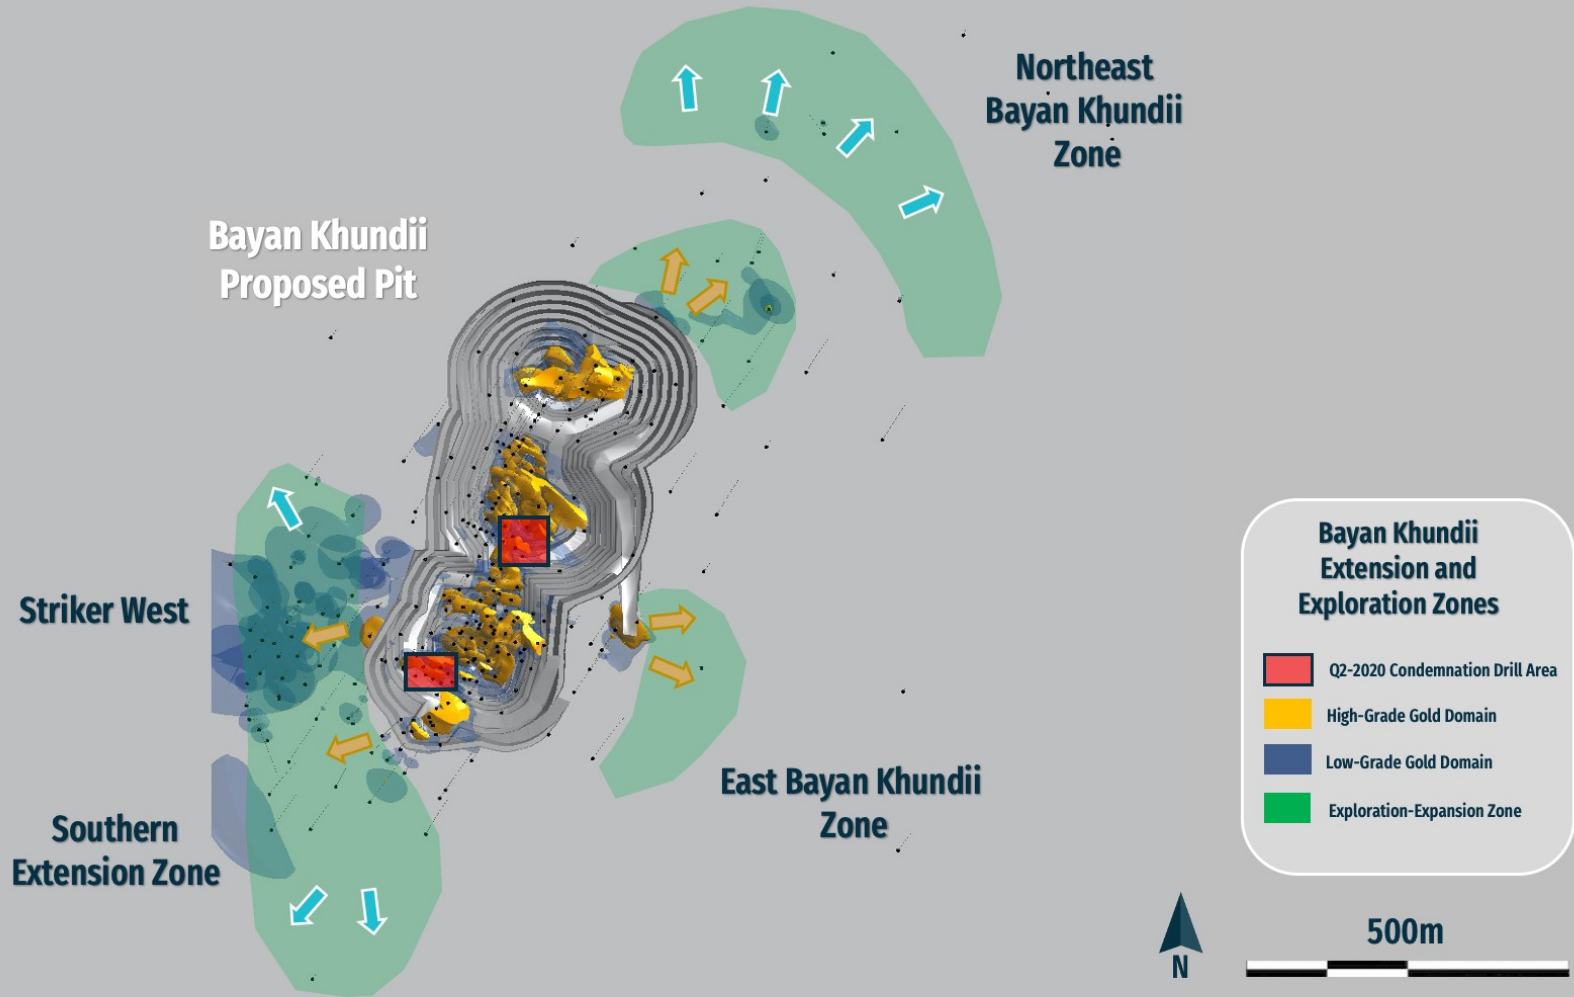 Northeast
Bayan Khundii
Zone
Bayan Khundii
Proposed Pit
Striker West
Southern
Extension Zone
East Bayan Khundii
Zone
Bayan Khundii
Extension and
Exploration Zones
Q2-2020 Condemnation Drill Area
High-Grade Gold Domain
Low-Grade Gold Domain
Exploration-Expansion Zone
N
500m